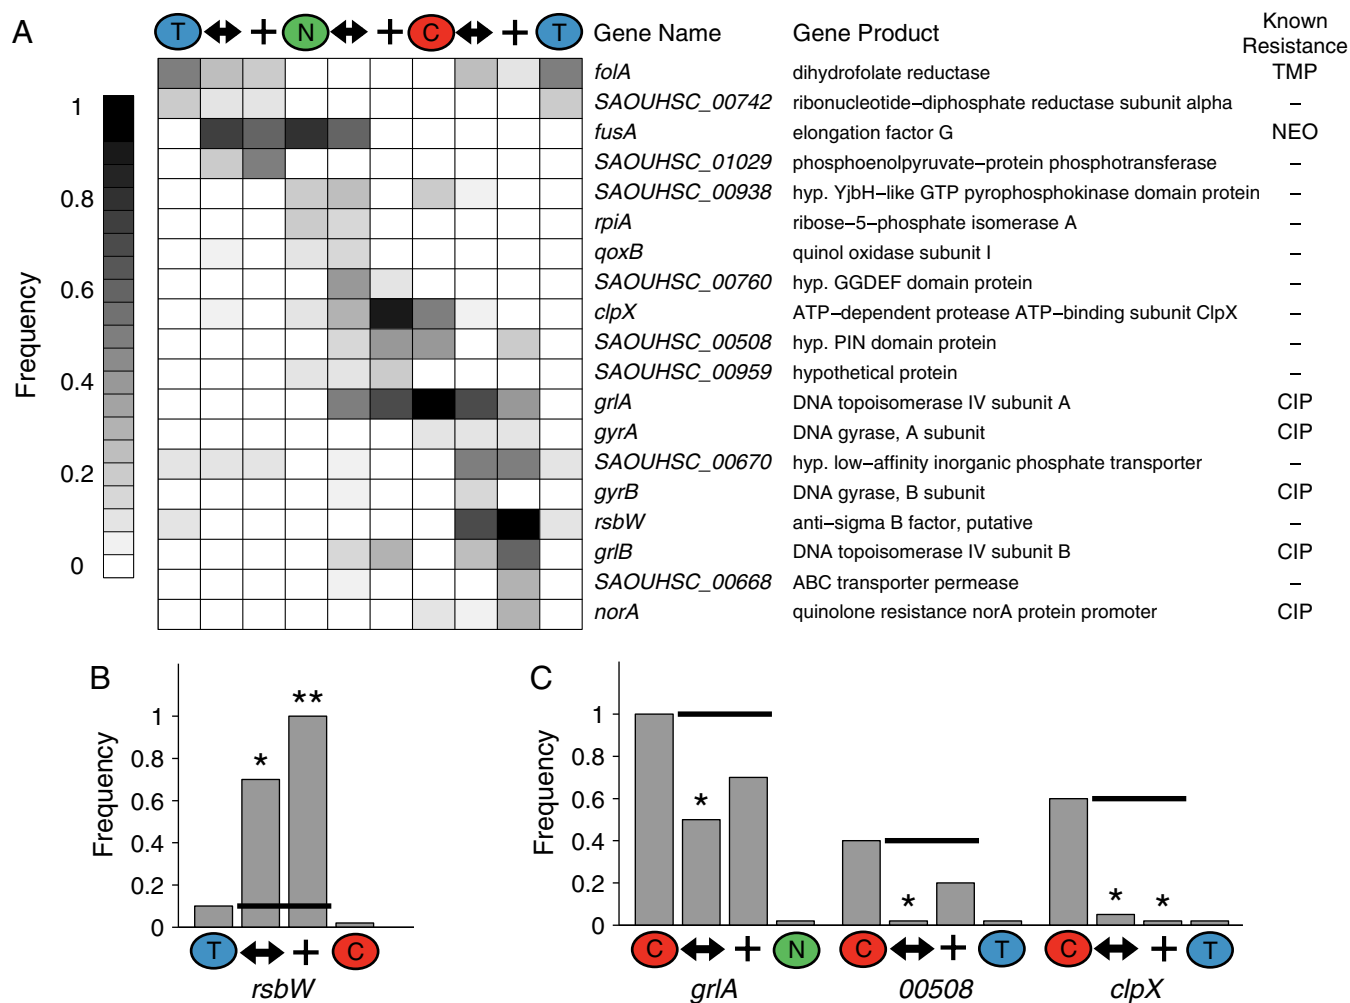 A
T + N + C + T
Gene Name Gene Product Known Resistance
folA dihydrofolate reductase TMP
SAOUHSC_00742 ribonucleotide−diphosphate reductase subunit alpha −
fusA elongation factor G NEO
SAOUHSC_01029 phosphoenolpyruvate−protein phosphotransferase −
SAOUHSC_00938 hyp. YjbH−like GTP pyrophosphokinase domain protein −
rpiA ribose−5−phosphate isomerase A −
qoxB quinol oxidase subunit I −
SAOUHSC_00760 hyp. GGDEF domain protein −
clpX ATP−dependent protease ATP−binding subunit ClpX −
SAOUHSC_00508 hyp. PIN domain protein −
SAOUHSC_00959 hypothetical protein −
grlA DNA topoisomerase IV subunit A CIP
gyrA DNA gyrase, A subunit CIP
SAOUHSC_00670 hyp. low−affinity inorganic phosphate transporter −
gyrB DNA gyrase, B subunit CIP
rsbW anti−sigma B factor, putative −
grlB DNA topoisomerase IV subunit B CIP
SAOUHSC_00668 ABC transporter permease −
norA quinolone resistance norA protein promoter CIP
Frequency
1
0.8
0.6
0.4
0.2
0
B
Frequency
1
0.8
0.6
0.4
0.2
0
* **
T + C
rsbW
C
Frequency
1
0.8
0.6
0.4
0.2
0
* * * *
C + N C + T C + T
grlA 00508 clpX